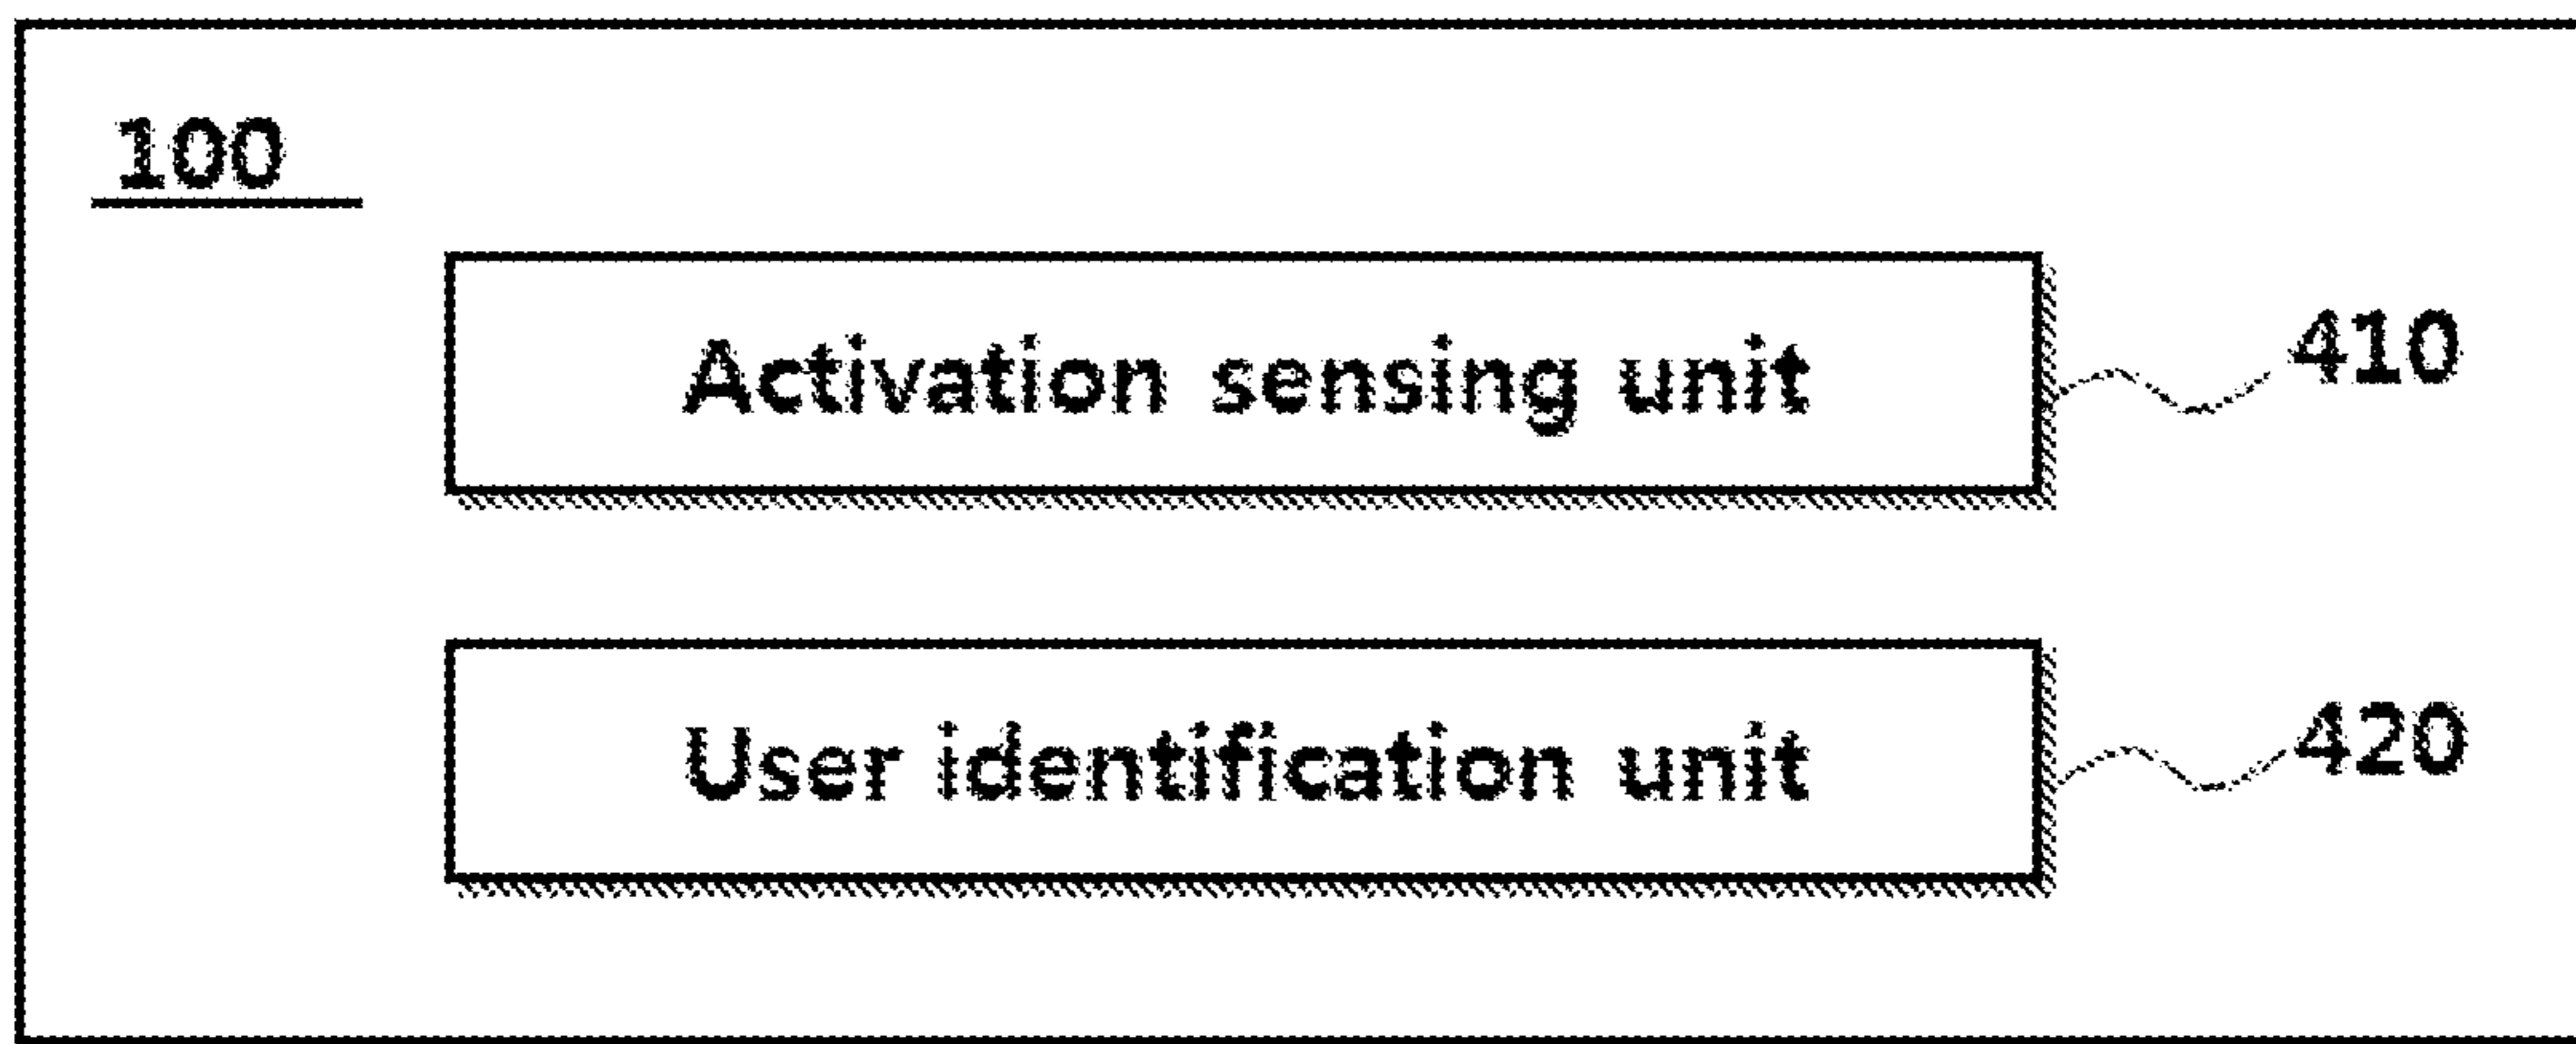 100
Activation sensing unit
410
User identification unit
420